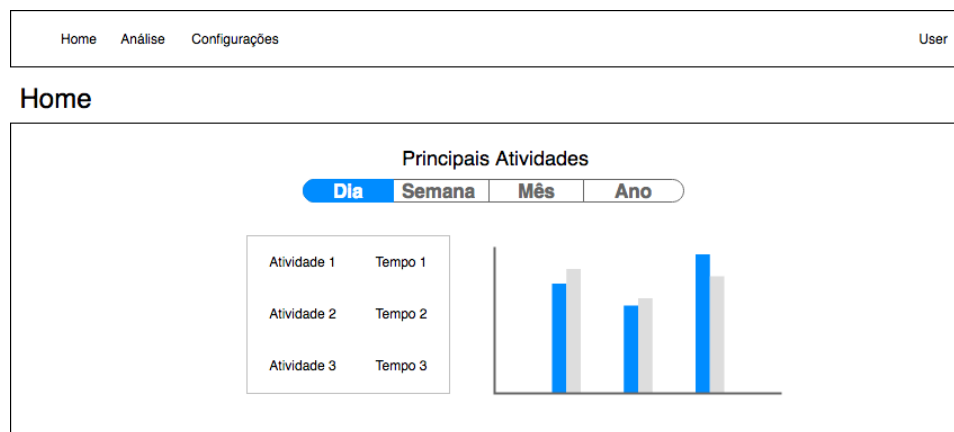 Home Análise Configurações User
Home
Principais Atividades
Dia Semana Mês Ano
Atividade 1 Tempo 1
Atividade 2 Tempo 2
Atividade 3 Tempo 3